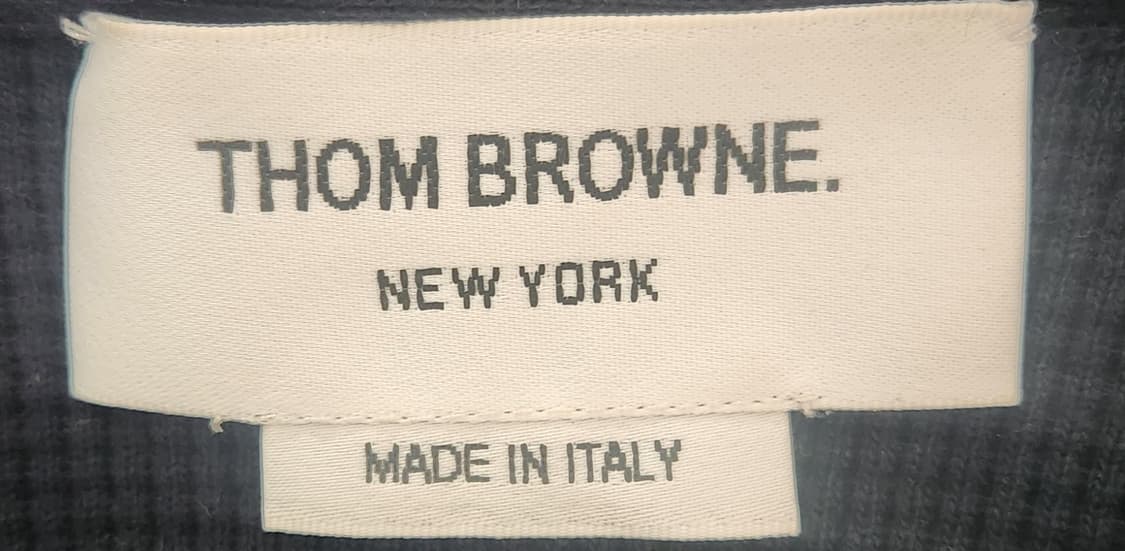 THOM BROWNE.
NEW YORK
MADE IN ITALY